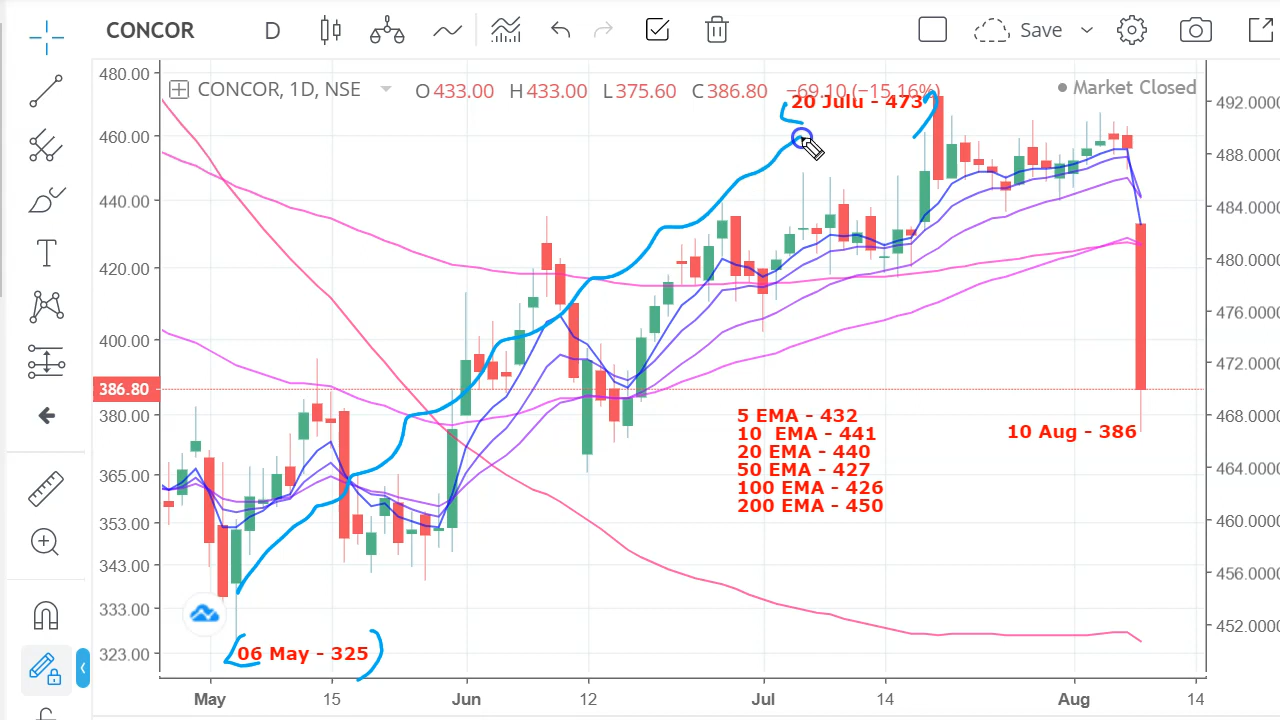 CONCOR D Save
CONCOR, 1D, NSE O433.00 H433.00 L375.60 C386.80 −69.10 (−15.16%)
Market Closed
20 Julu - 473
480.00
460.00
440.00
420.00
400.00
386.80
380.00
365.00
353.00
343.00
333.00
323.00
492.0000
488.0000
484.0000
480.0000
476.0000
472.0000
468.0000
464.0000
460.0000
456.0000
452.0000
5 EMA - 432
10 EMA - 441
20 EMA - 440
50 EMA - 427
100 EMA - 426
200 EMA - 450
10 Aug - 386
06 May - 325
May 15 Jun 12 Jul 14 Aug 14